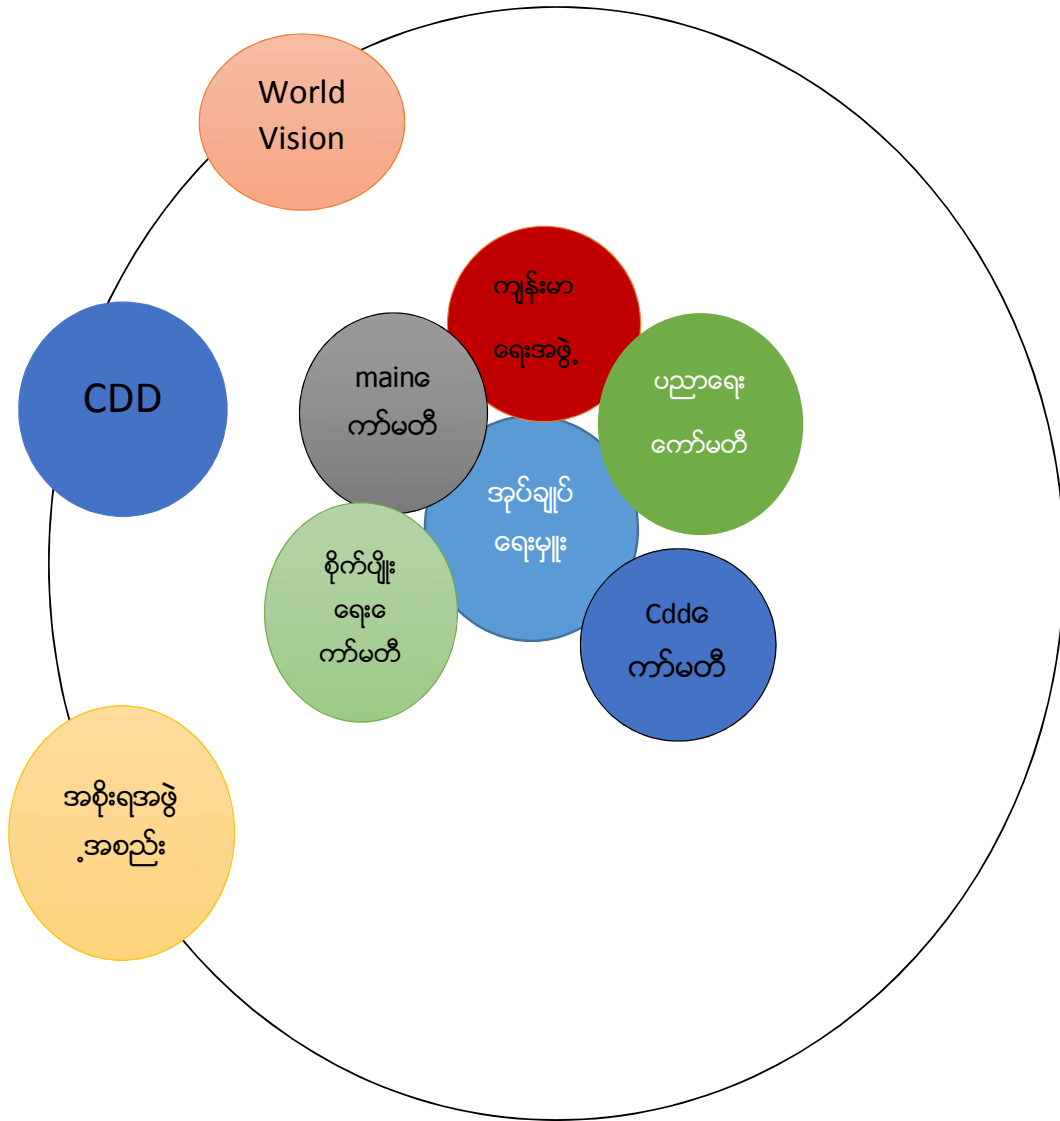 World
Vision
ကျန်းမာ
ရေးအဖွဲ့
mainေ
ကာ်မတီ
ပညာရေး
ကော်မတီ
CDD
အုပ်ချုပ်
ရေးမှူး
စိုက်ပျိုး
ရေးေ
ကာ်မတီ
Cddေ
ကာ်မတီ
အစိုးရအဖွဲ
့အစည်း